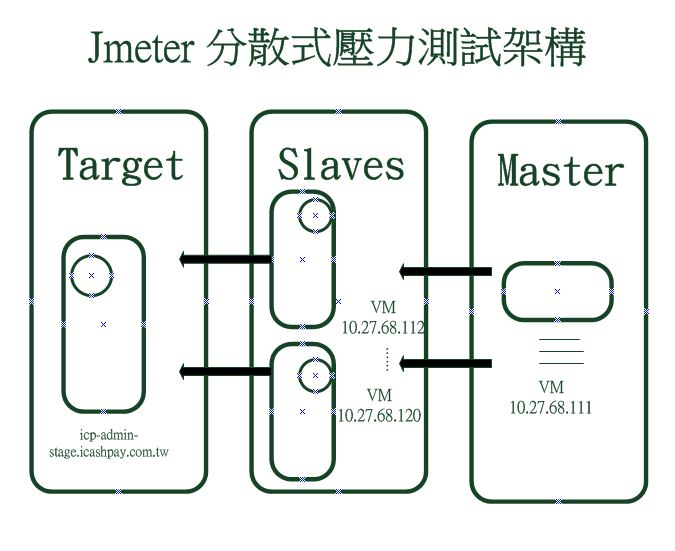 Jmeter 分散式壓力測試架構
Target
icp-admin-
stage.icashpay.com.tw
Slaves
VM
10.27.68.112
VM
10.27.68.120
Master
VM
10.27.68.111